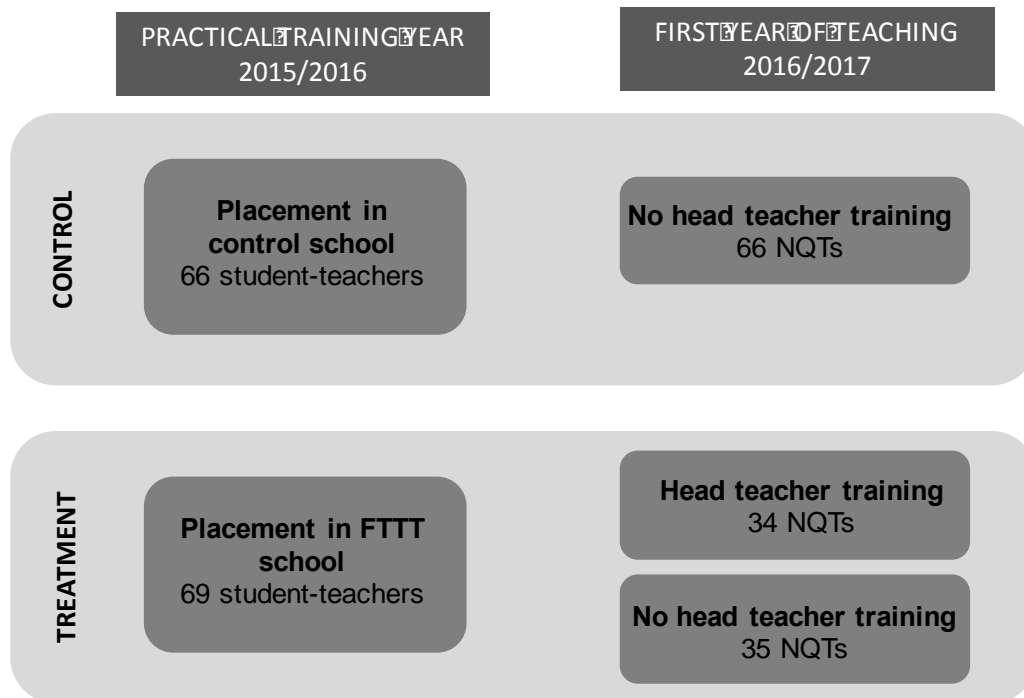 PRACTICAL TRAINING YEAR
2015/2016
FIRST YEAR OF TEACHING
2016/2017
CONTROL
Placement in
control school
66 student-teachers
No head teacher training
66 NQTs
TREATMENT
Placement in FTTT
school
69 student-teachers
Head teacher training
34 NQTs
No head teacher training
35 NQTs